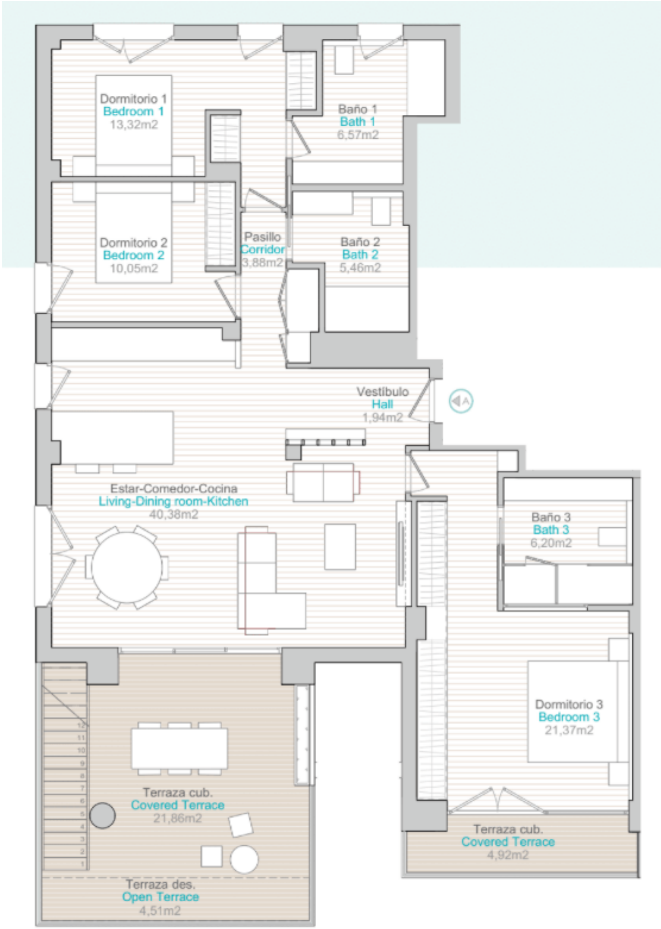 Dormitorio 1
Bedroom 1
13,32m2
Baño 1
Bath 1
6,57m2
Dormitorio 2
Bedroom 2
10,05m2
Pasillo
Corridor
3,88m2
Baño 2
Bath 2
5,46m2
Vestíbulo
Hall
1,94m2
A
Estar-Comedor-Cocina
Living-Dining room-Kitchen
40,38m2
Baño 3
Bath 3
6,20m2
Dormitorio 3
Bedroom 3
21,37m2
12
11
10
9
8
7
6
5
4
3
2
1
Terraza cub.
Covered Terrace
21,86m2
Terraza cub.
Covered Terrace
4,92m2
Terraza des.
Open Terrace
4,51m2